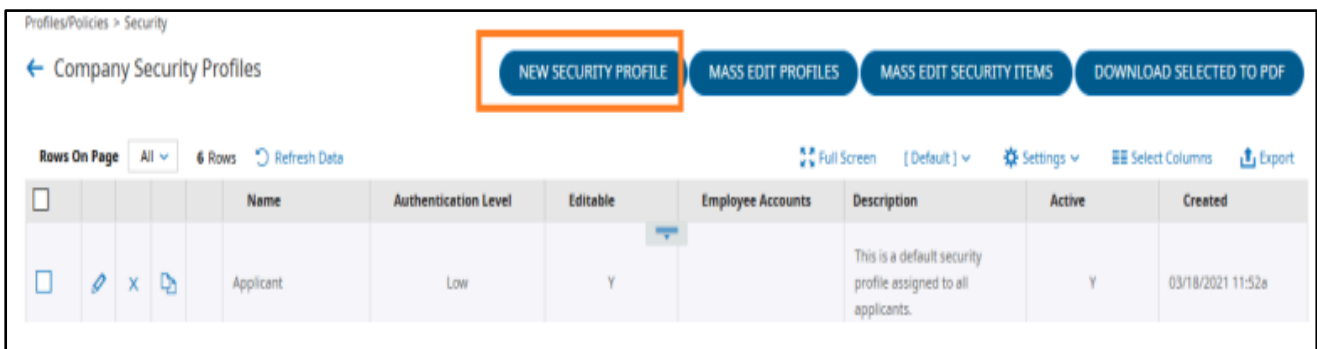 Profiles/Policies > Security
Company Security Profiles
NEW SECURITY PROFILE MASS EDIT PROFILES MASS EDIT SECURITY ITEMS DOWNLOAD SELECTED TO PDF
Rows On Page All 6 Rows Refresh Data Full Screen [ Default ] Settings Select Columns Export
Name Authentication Level Editable Employee Accounts Description Active Created
This is a default security
Applicant Low Y profile assigned to all Y 03/18/2021 11:52a
applicants.